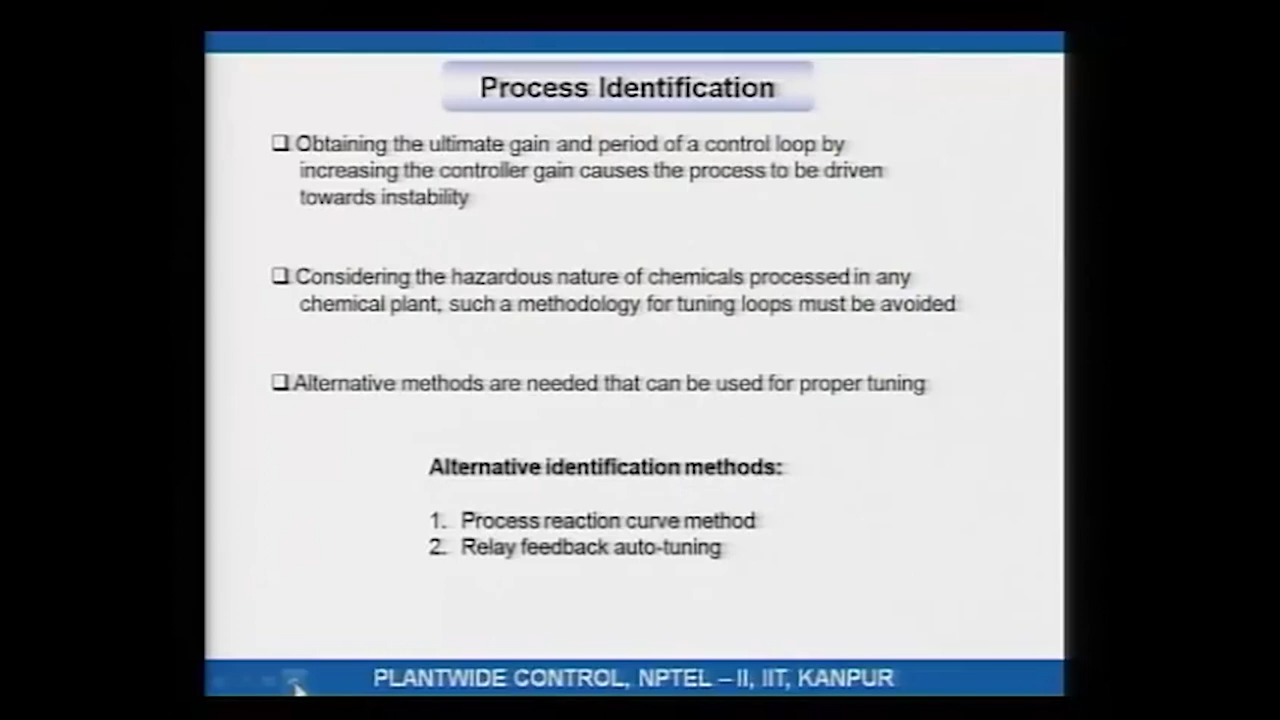 Process Identification
❑ Obtaining the ultimate gain and period of a control loop by
increasing the controller gain causes the process to be driven
towards instability
❑ Considering the hazardous nature of chemicals processed in any
chemical plant, such a methodology for tuning loops must be avoided
❑ Alternative methods are needed that can be used for proper tuning
Alternative identification methods:
1. Process reaction curve method
2. Relay feedback auto-tuning
PLANTWIDE CONTROL, NPTEL – II, IIT, KANPUR